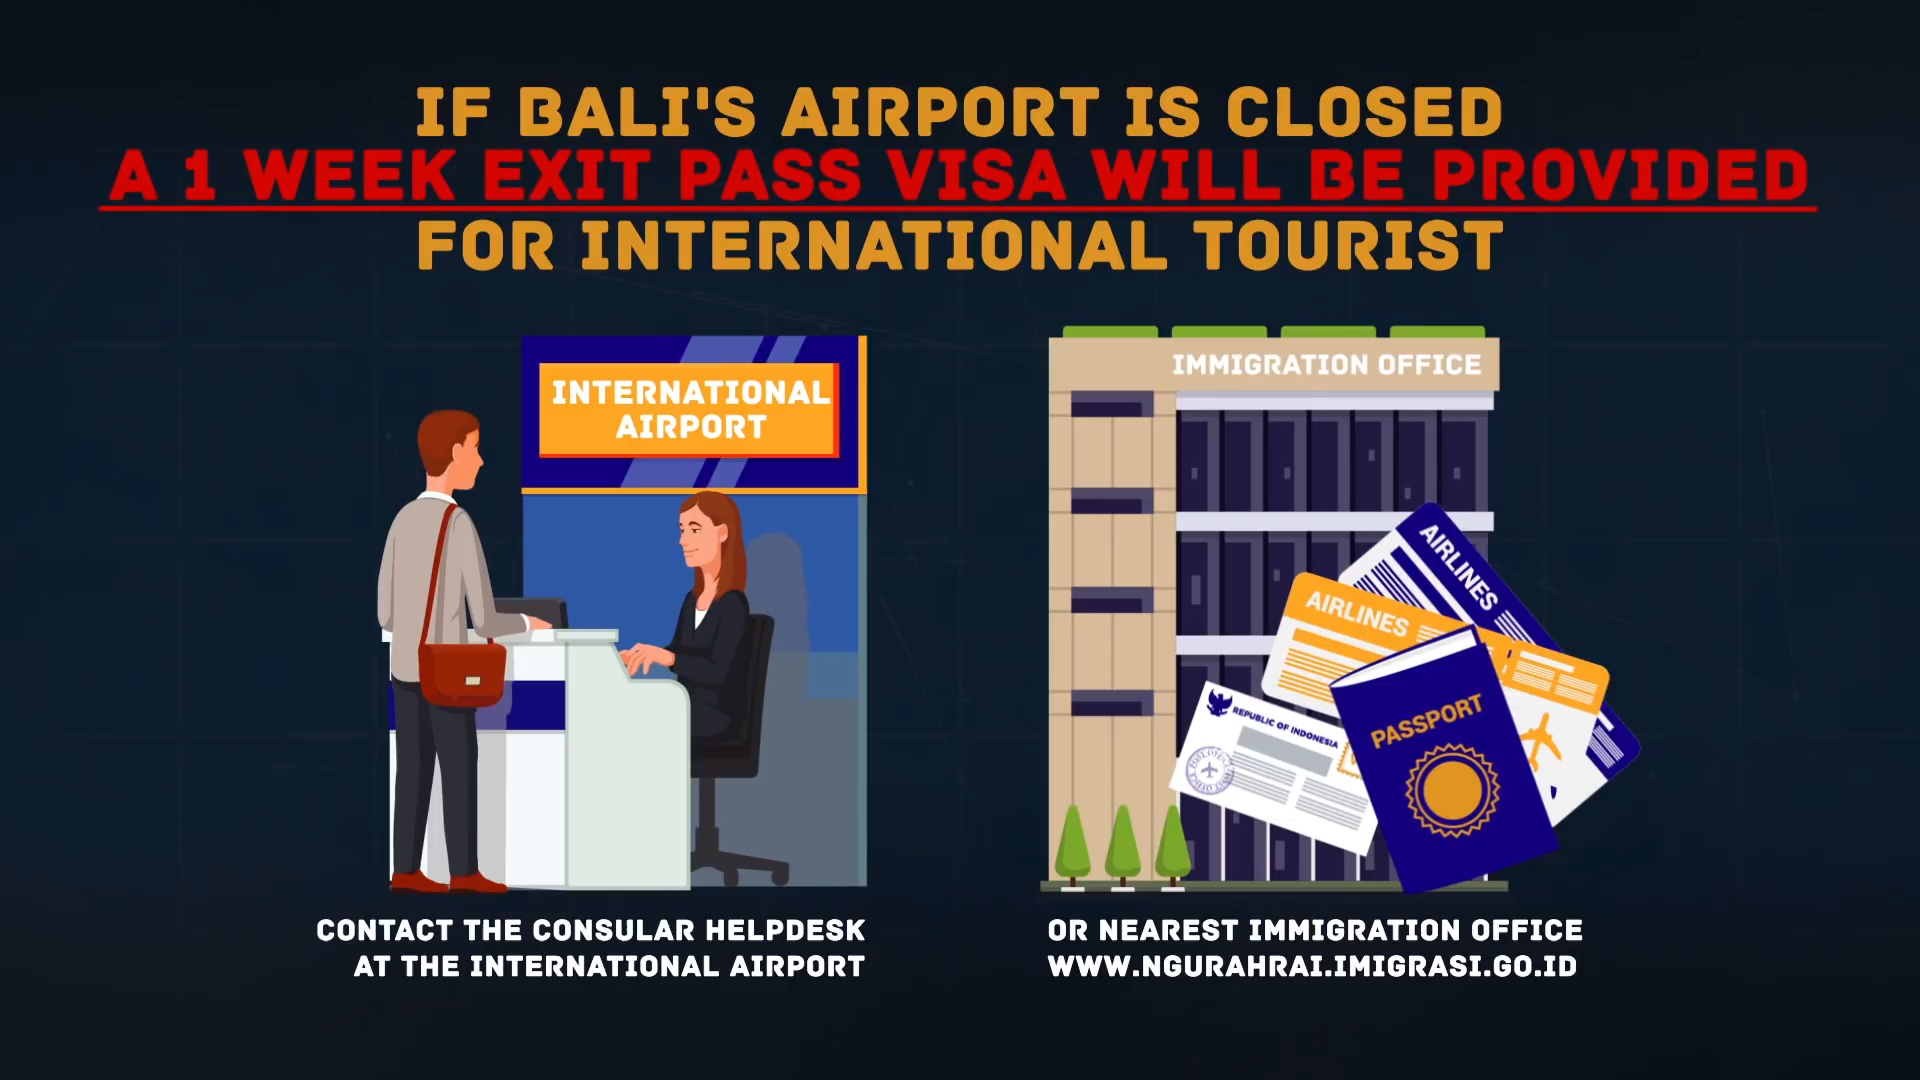 IF BALI'S AIRPORT IS CLOSED
A 1 WEEK EXIT PASS VISA WILL BE PROVIDED
FOR INTERNATIONAL TOURIST
INTERNATIONAL
AIRPORT
IMMIGRATION OFFICE
AIRLINES
AIRLINES
REPUBLIC OF INDONESIA
PASSPORT
CONTACT THE CONSULAR HELPDESK
AT THE INTERNATIONAL AIRPORT
OR NEAREST IMMIGRATION OFFICE
WWW.NGURAHRAI.IMIGRASI.GO.ID